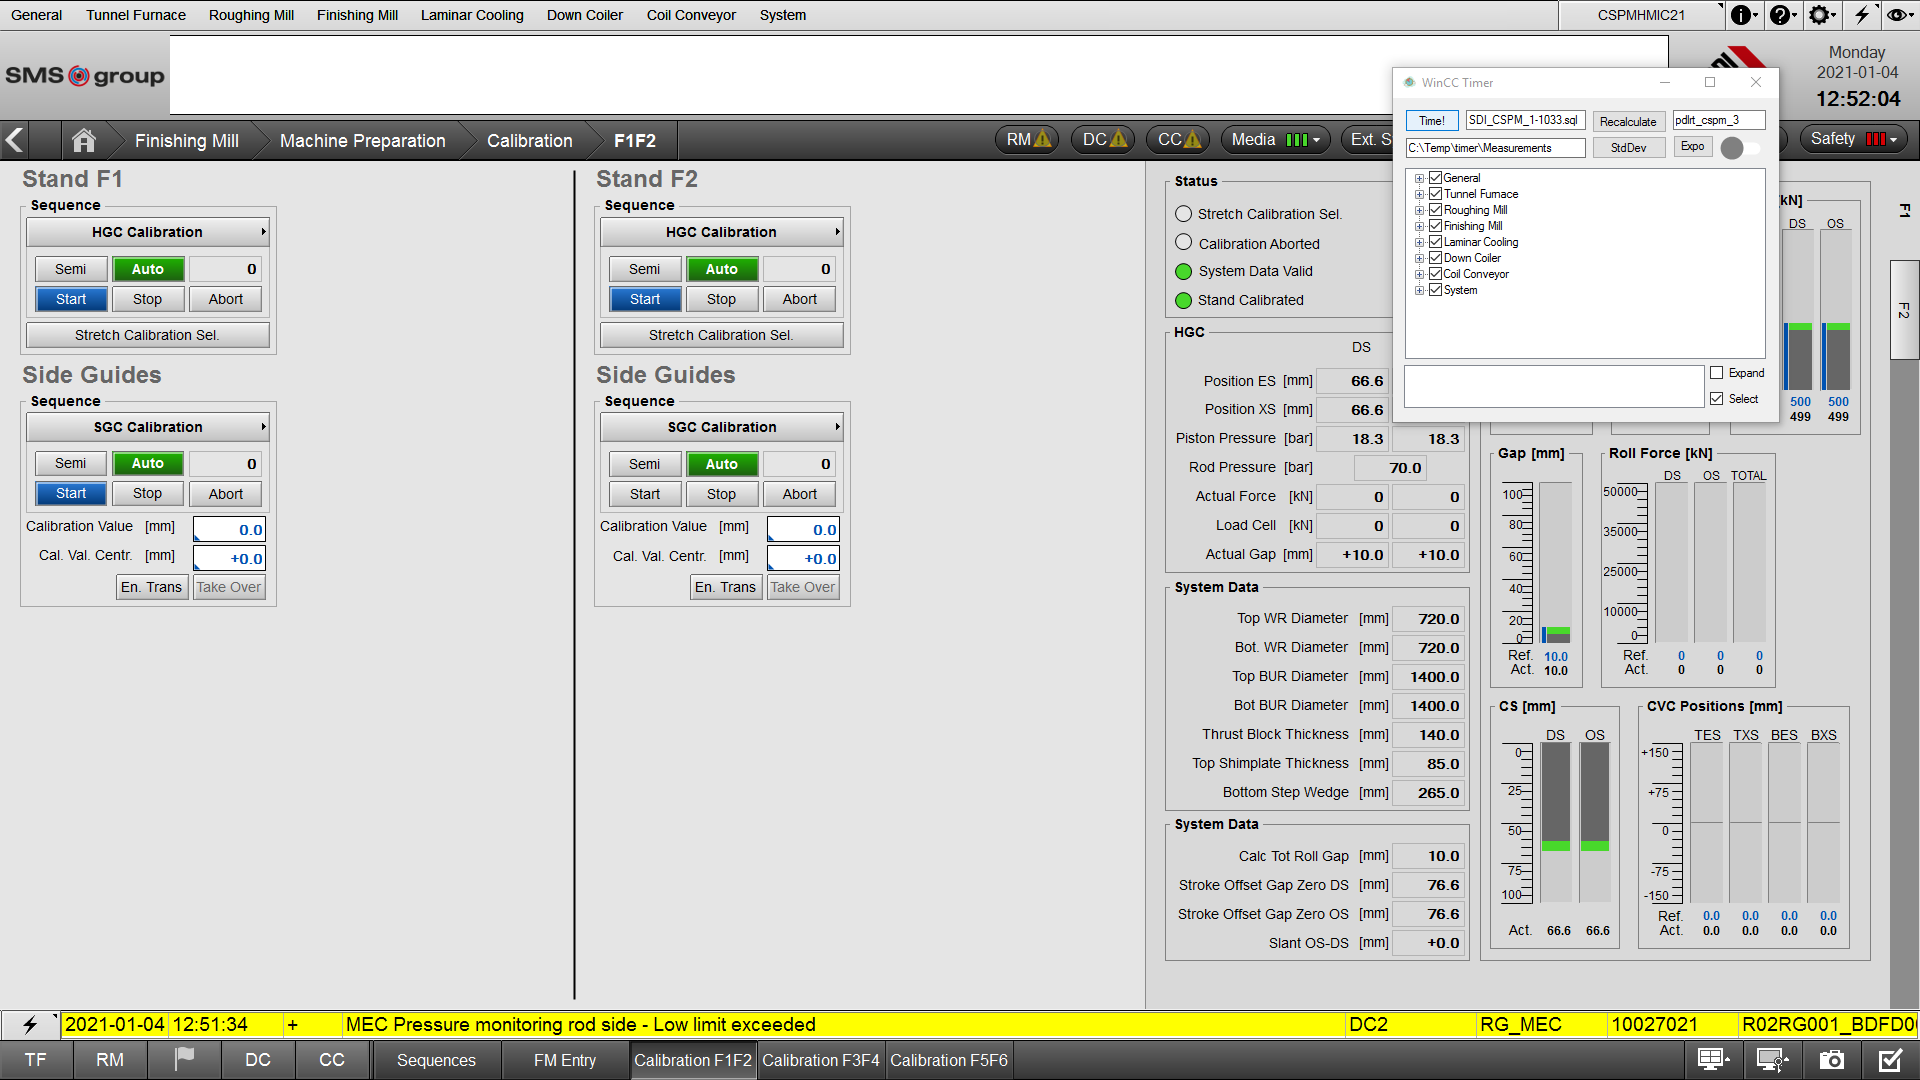 General Tunnel Furnace Roughing Mill Finishing Mill Laminar Cooling Down Coiler Coil Conveyor System CSPMHMIC21
SMS group
Monday
2021-01-04
12:52:04
Finishing Mill Machine Preparation Calibration F1F2 RM DC CC Media Ext. S Safety
WinCC Timer
Time! SDI_CSPM_1-1033.sql Recalculate pdlrt_cspm_3
C:\Temp\timer\Measurements StdDev Expo
General
Tunnel Furnace
Roughing Mill
Finishing Mill
Laminar Cooling
Down Coiler
Coil Conveyor
System
Expand
Select
Stand F1
Sequence
HGC Calibration
Semi Auto 0
Start Stop Abort
Stretch Calibration Sel.
Side Guides
Sequence
SGC Calibration
Semi Auto 0
Start Stop Abort
Calibration Value [mm] 0.0
Cal. Val. Centr. [mm] +0.0
En. Trans Take Over
Stand F2
Sequence
HGC Calibration
Semi Auto 0
Start Stop Abort
Stretch Calibration Sel.
Side Guides
Sequence
SGC Calibration
Semi Auto 0
Start Stop Abort
Calibration Value [mm] 0.0
Cal. Val. Centr. [mm] +0.0
En. Trans Take Over
Status
Stretch Calibration Sel.
Calibration Aborted
System Data Valid
Stand Calibrated
HGC
DS
Position ES [mm] 66.6
Position XS [mm] 66.6
Piston Pressure [bar] 18.3 18.3
Rod Pressure [bar] 70.0
Actual Force [kN] 0 0
Load Cell [kN] 0 0
Actual Gap [mm] +10.0 +10.0
System Data
Top WR Diameter [mm] 720.0
Bot. WR Diameter [mm] 720.0
Top BUR Diameter [mm] 1400.0
Bot BUR Diameter [mm] 1400.0
Thrust Block Thickness [mm] 140.0
Top Shimplate Thickness [mm] 85.0
Bottom Step Wedge [mm] 265.0
System Data
Calc Tot Roll Gap [mm] 10.0
Stroke Offset Gap Zero DS [mm] 76.6
Stroke Offset Gap Zero OS [mm] 76.6
Slant OS-DS [mm] +0.0
[kN]
DS OS
500 500
499 499
F1
F2
Gap [mm]
100
80
60
40
20
0
Ref. 10.0
Act. 10.0
Roll Force [kN]
DS OS TOTAL
50000
35000
25000
10000
0
Ref. 0 0 0
Act. 0 0 0
CS [mm]
DS OS
0
25
50
75
100
Act. 66.6 66.6
CVC Positions [mm]
TES TXS BES BXS
+150
+75
0
-75
-150
Ref. 0.0 0.0 0.0 0.0
Act. 0.0 0.0 0.0 0.0
2021-01-04 12:51:34 + MEC Pressure monitoring rod side - Low limit exceeded DC2 RG_MEC 10027021
TF RM DC CC Sequences FM Entry Calibration F1F2 Calibration F3F4 Calibration F5F6